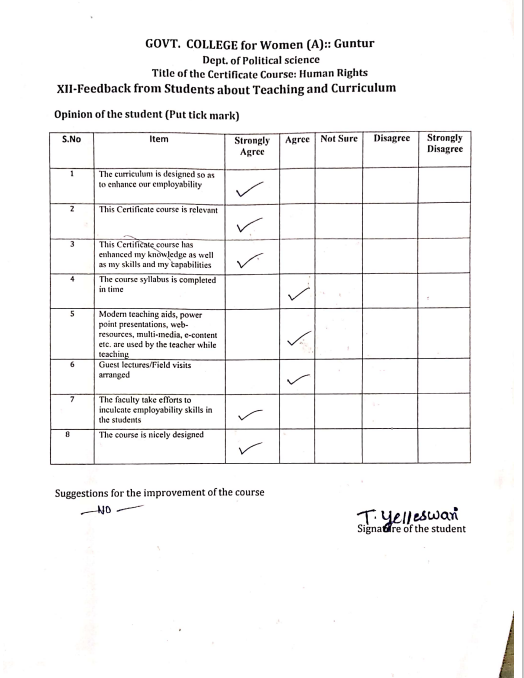 GOVT. COLLEGE for Women (A):: Guntur
Dept. of Political science
Title of the Certificate Course: Human Rights
XII-Feedback from Students about Teaching and Curriculum
Opinion of the student (Put tick mark)
S.No Item Strongly Agree Agree Not Sure Disagree Strongly Disagree
1 The curriculum is designed so as
to enhance our employability ✓
2 This Certificate course is relevant ✓
3 This Certificate course has
enhanced my knowledge as well
as my skills and my capabilities ✓
4 The course syllabus is completed
in time ✓
5 Modern teaching aids, power
point presentations, web-
resources, multi-media, e-content
etc. are used by the teacher while
teaching ✓
6 Guest lectures/Field visits
arranged ✓
7 The faculty take efforts to
inculcate employability skills in
the students ✓
8 The course is nicely designed ✓
Suggestions for the improvement of the course
— NO —
T. Yelleswari
Signature of the student